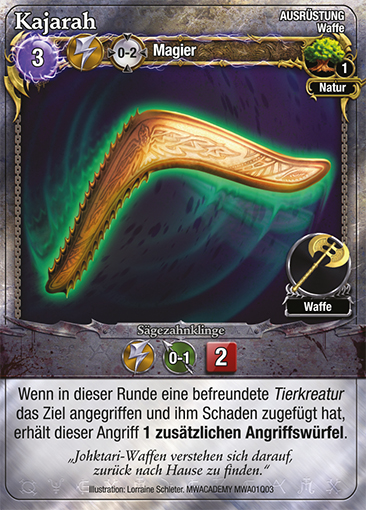 Kajarah
AUSRÜSTUNG
Waffe
3
0-2
Magier
1
Natur
Waffe
Sägezahnklinge
0-1
2
Wenn in dieser Runde eine befreundete Tierkreatur
das Ziel angegriffen und ihm Schaden zugefügt hat,
erhält dieser Angriff 1 zusätzlichen Angriffswürfel.
„Johktari-Waffen verstehen sich darauf,
zurück nach Hause zu finden.“
Illustration: Lorraine Schleter. MWACADEMY MWA01Q03